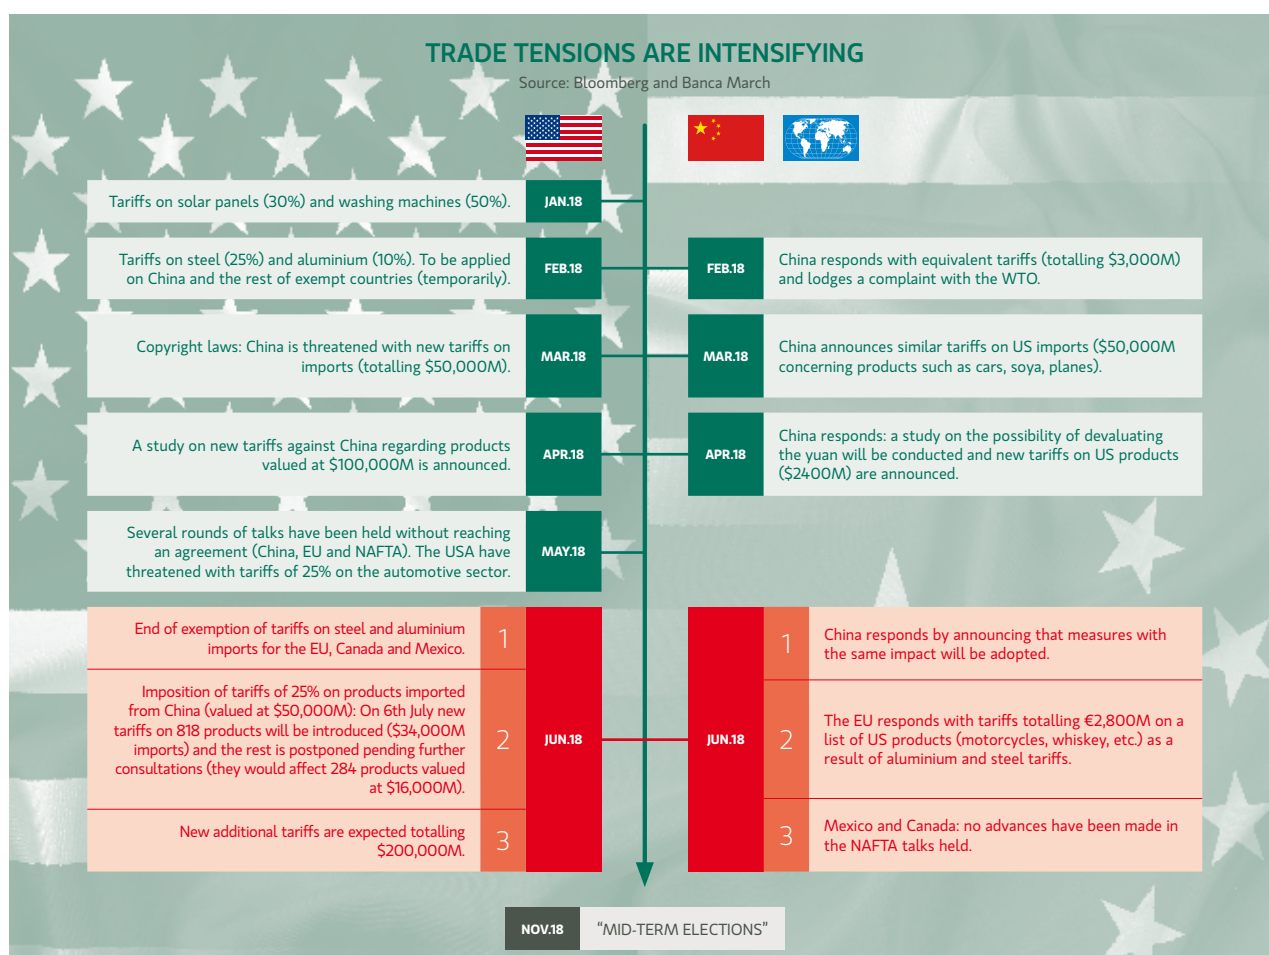 TRADE TENSIONS ARE INTENSIFYING
Source: Bloomberg and Banca March
Tariffs on solar panels (30%) and washing machines (50%).
JAN.18
Tariffs on steel (25%) and aluminium (10%). To be applied
on China and the rest of exempt countries (temporarily).
FEB.18
FEB.18
China responds with equivalent tariffs (totalling $3,000M)
and lodges a complaint with the WTO.
Copyright laws: China is threatened with new tariffs on
imports (totalling $50,000M).
MAR.18
MAR.18
China announces similar tariffs on US imports ($50,000M
concerning products such as cars, soya, planes).
A study on new tariffs against China regarding products
valued at $100,000M is announced.
APR.18
APR.18
China responds: a study on the possibility of devaluating
the yuan will be conducted and new tariffs on US products
($2400M) are announced.
Several rounds of talks have been held without reaching
an agreement (China, EU and NAFTA). The USA have
threatened with tariffs of 25% on the automotive sector.
MAY.18
End of exemption of tariffs on steel and aluminium
imports for the EU, Canada and Mexico.
1
Imposition of tariffs of 25% on products imported
from China (valued at $50,000M): On 6th July new
tariffs on 818 products will be introduced ($34,000M
imports) and the rest is postponed pending further
consultations (they would affect 284 products valued
at $16,000M).
2
New additional tariffs are expected totalling
$200,000M.
3
JUN.18
JUN.18
1
China responds by announcing that measures with
the same impact will be adopted.
2
The EU responds with tariffs totalling €2,800M on a
list of US products (motorcycles, whiskey, etc.) as a
result of aluminium and steel tariffs.
3
Mexico and Canada: no advances have been made in
the NAFTA talks held.
NOV.18
“MID-TERM ELECTIONS”